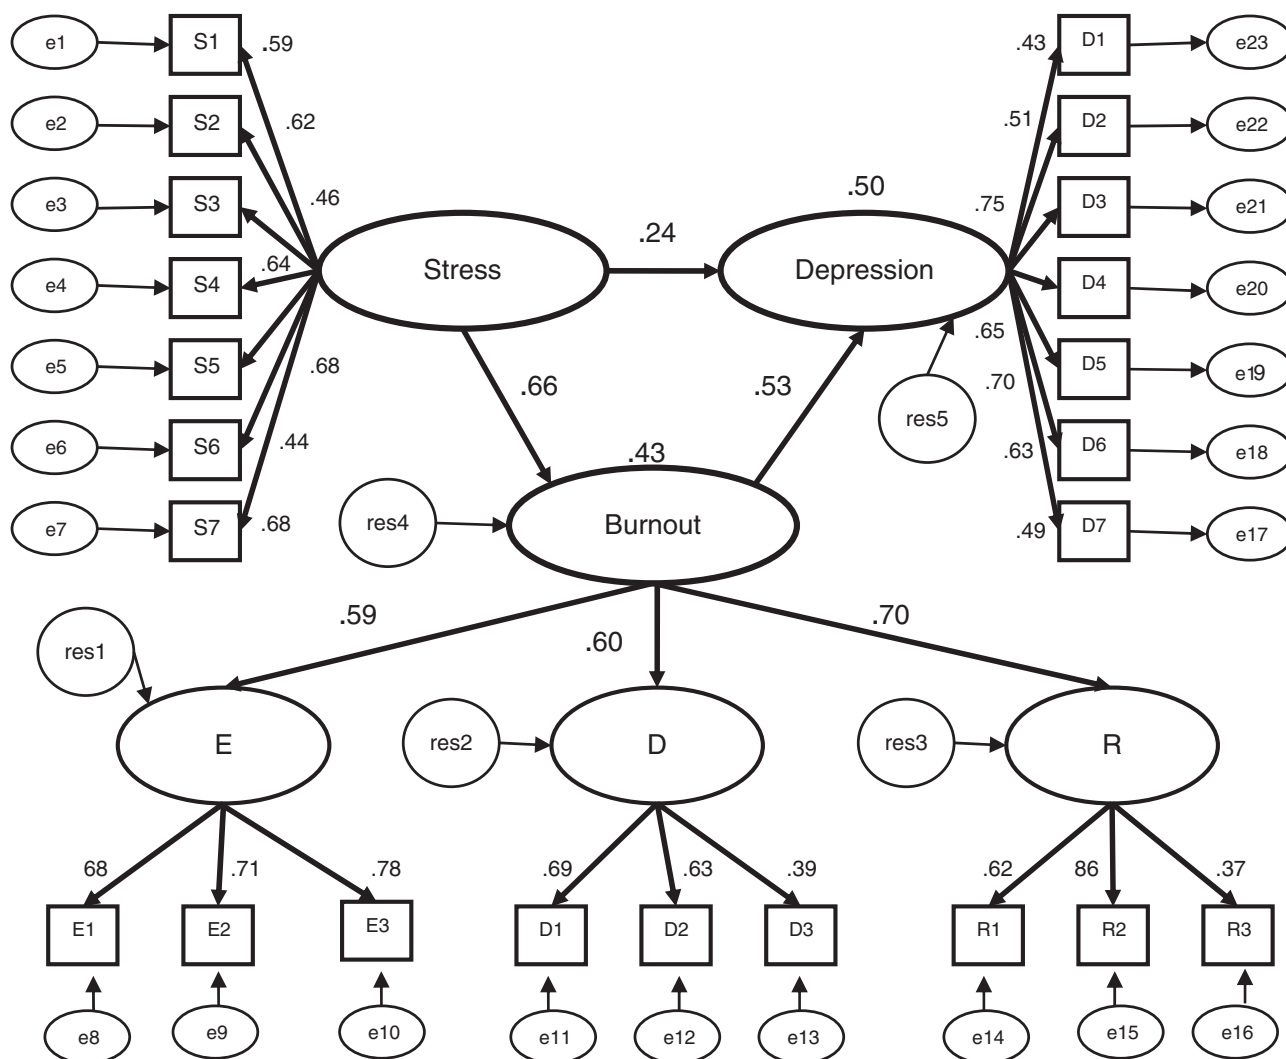 e1 S1 .59 .43 D1 e23
e2 S2 .62 .51 D2 e22
e3 S3 .46 .50 .75 D3 e21
Stress .24 Depression
e4 S4 .64 D4 e20
e5 S5 .68 .66 .53 res5 .65 D5 e19
.70
e6 S6 .44 .43 .63 D6 e18
e7 S7 .68 res4 Burnout .49 D7 e17
res1 .59 .60 .70
E res2 D res3 R
68 .71 .78 .69 .63 .39 .62 86 .37
E1 E2 E3 D1 D2 D3 R1 R2 R3
e8 e9 e10 e11 e12 e13 e14 e15 e16